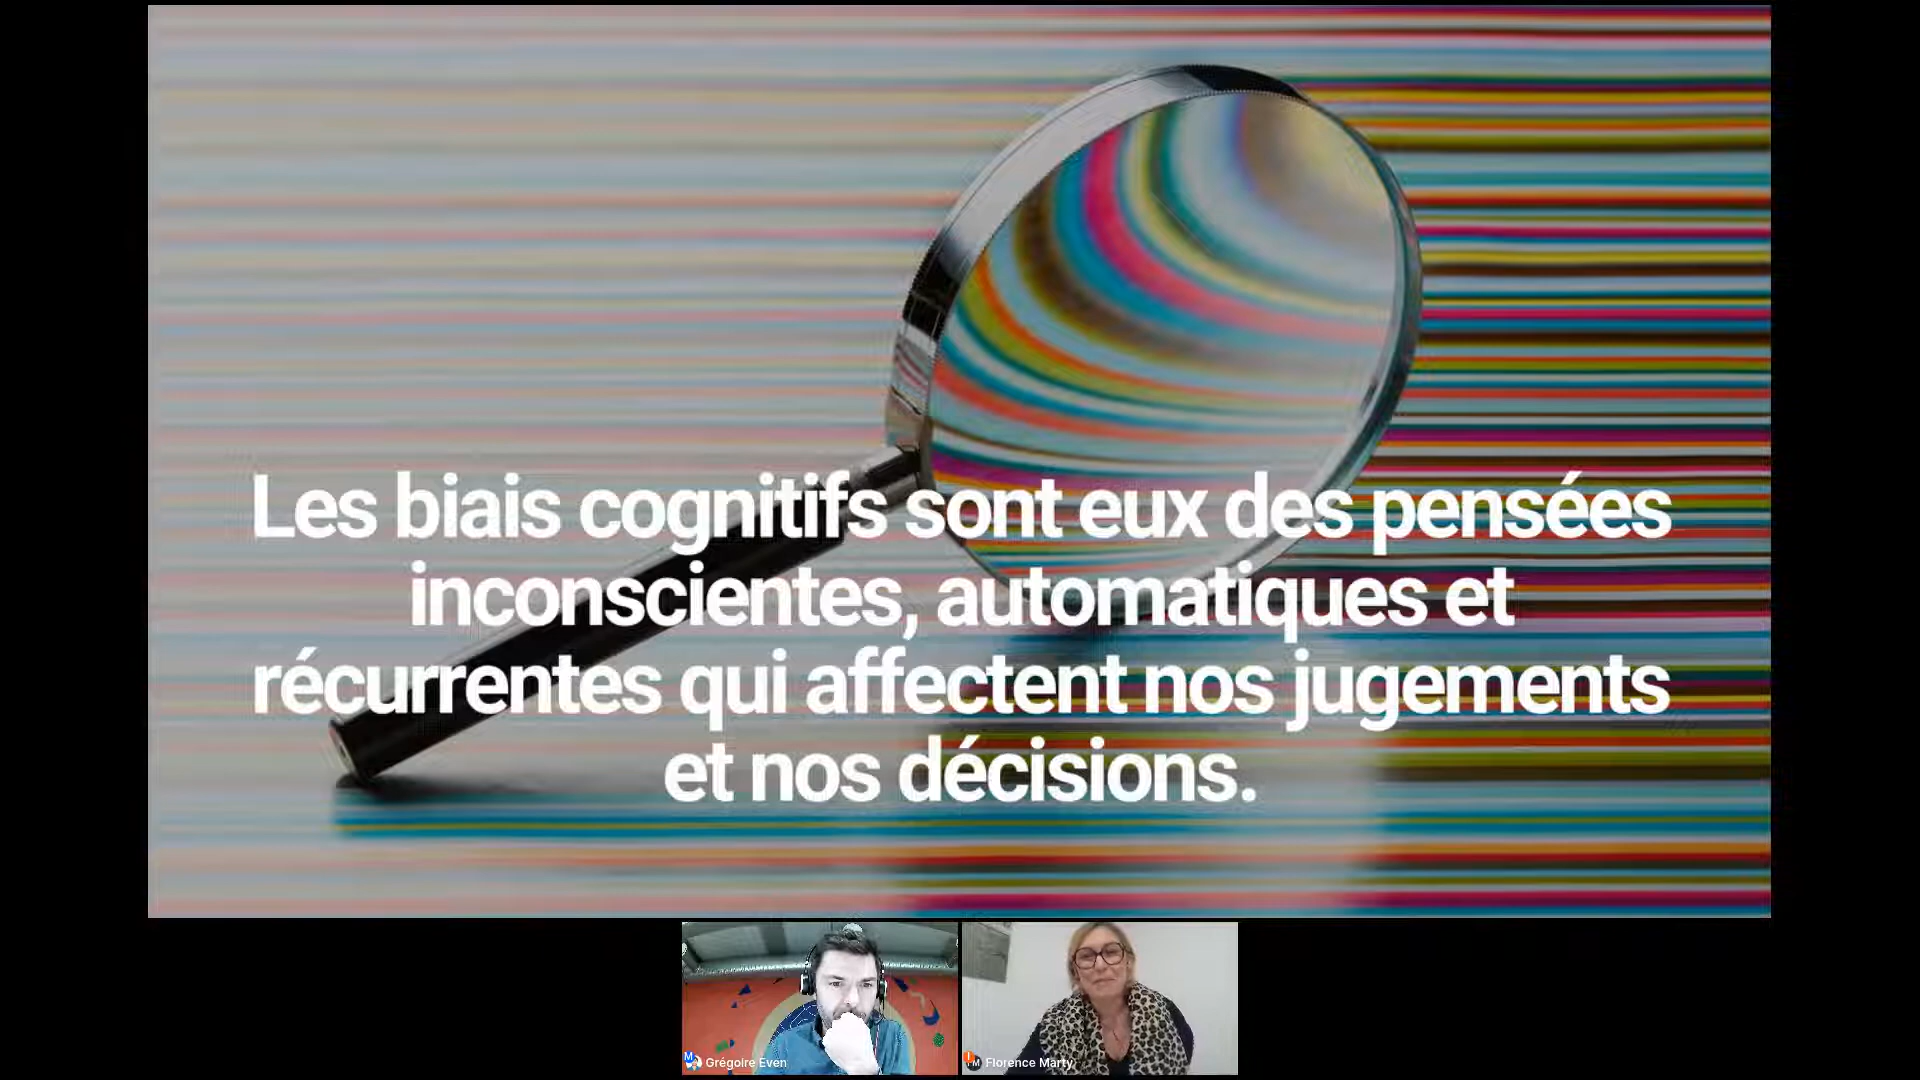 Les biais cognitifs sont eux des pensées
inconscientes, automatiques et
récurrentes qui affectent nos jugements
et nos décisions.
Grégoire Even
Florence Marty